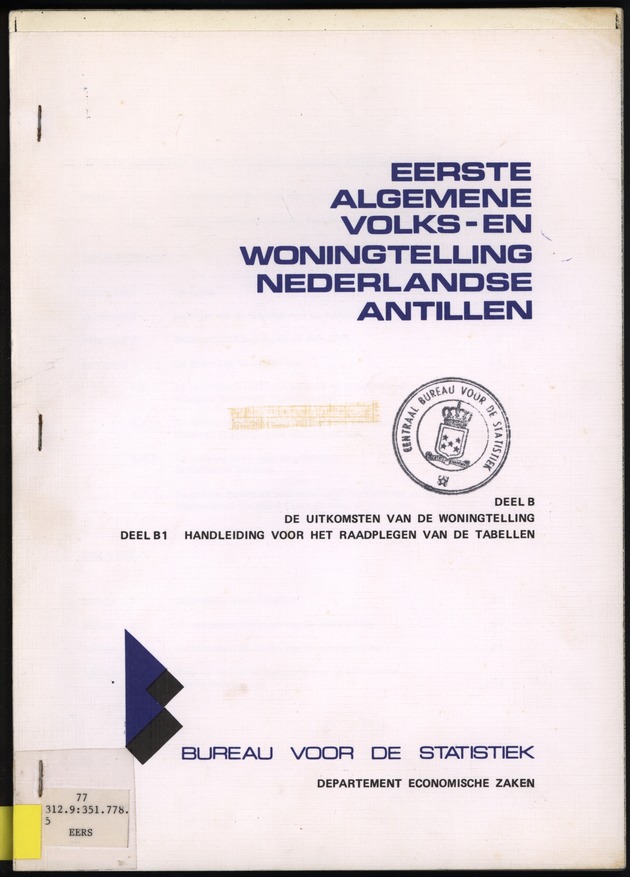 EERSTE
ALGEMENE
VOLKS-EN
WONINGTELLING
NEDERLANDSE
ANTILLEN
CENTRAAL BUREAU VOOR DE STATISTIEK
DEEL B
DE UITKOMSTEN VAN DE WONINGTELLING
DEEL B1 HANDLEIDING VOOR HET RAADPLEGEN VAN DE TABELLEN
BUREAU VOOR DE STATISTIEK
DEPARTEMENT ECONOMISCHE ZAKEN
77
312.9:351.778.
5
EERS